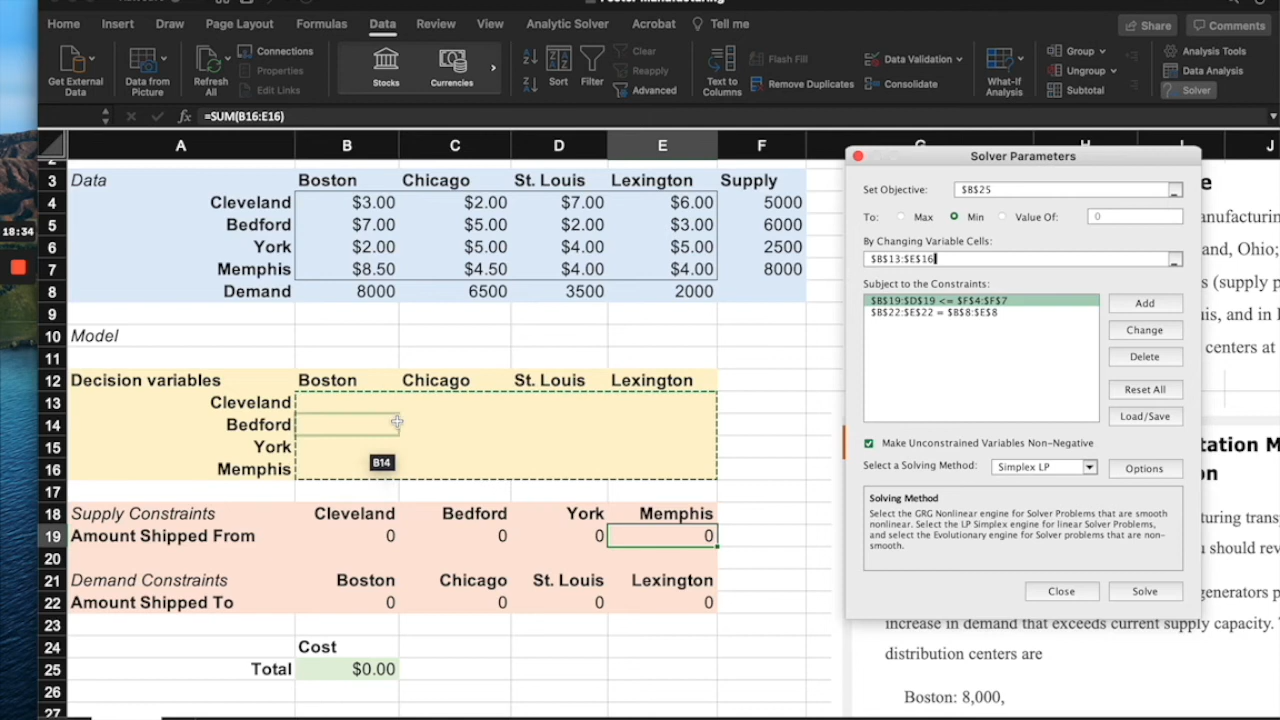 Home Insert Draw Page Layout Formulas Data Review View Analytic Solver Acrobat Tell me Share Comments
Get External Data
Data from Picture
Refresh All
Connections
Properties
Edit Links
Stocks
Currencies
Sort
Filter
Clear
Reapply
Advanced
Text to Columns
Flash Fill
Remove Duplicates
Data Validation
Consolidate
What-If Analysis
Group
Ungroup
Subtotal
Analysis Tools
Data Analysis
Solver
fx =SUM(B16:E16)
18:34
A B C D E F H J
3 Data Boston Chicago St. Louis Lexington Supply
4 Cleveland $3.00 $2.00 $7.00 $6.00 5000
5 Bedford $7.00 $5.00 $2.00 $3.00 6000
6 York $2.00 $5.00 $4.00 $5.00 2500
7 Memphis $8.50 $4.50 $4.00 $4.00 8000
8 Demand 8000 6500 3500 2000
9
10 Model
11
12 Decision variables Boston Chicago St. Louis Lexington
13 Cleveland
14 Bedford
15 York
B14
16 Memphis
17
18 Supply Constraints Cleveland Bedford York Memphis
19 Amount Shipped From 0 0 0 0
20
21 Demand Constraints Boston Chicago St. Louis Lexington
22 Amount Shipped To 0 0 0 0
23
24 Cost
25 Total $0.00
26
27
Solver Parameters
Set Objective: $B$25
To: Max Min Value Of: 0
By Changing Variable Cells:
$B$13:$E$16
Subject to the Constraints:
$B$19:$D$19 <= $F$4:$F$7
$B$22:$E$22 = $B$8:$E$8
Add
Change
Delete
Reset All
Load/Save
Make Unconstrained Variables Non-Negative
Select a Solving Method: Simplex LP Options
Solving Method
Select the GRG Nonlinear engine for Solver Problems that are smooth
nonlinear. Select the LP Simplex engine for linear Solver Problems,
and select the Evolutionary engine for Solver problems that are non-
smooth.
Close Solve
and, Ohio;
(supply p
his, and in
centers at
tation M
on
turing trans
u should rev
generators p
increase in demand that exceeds current supply capacity.
distribution centers are
Boston: 8,000,